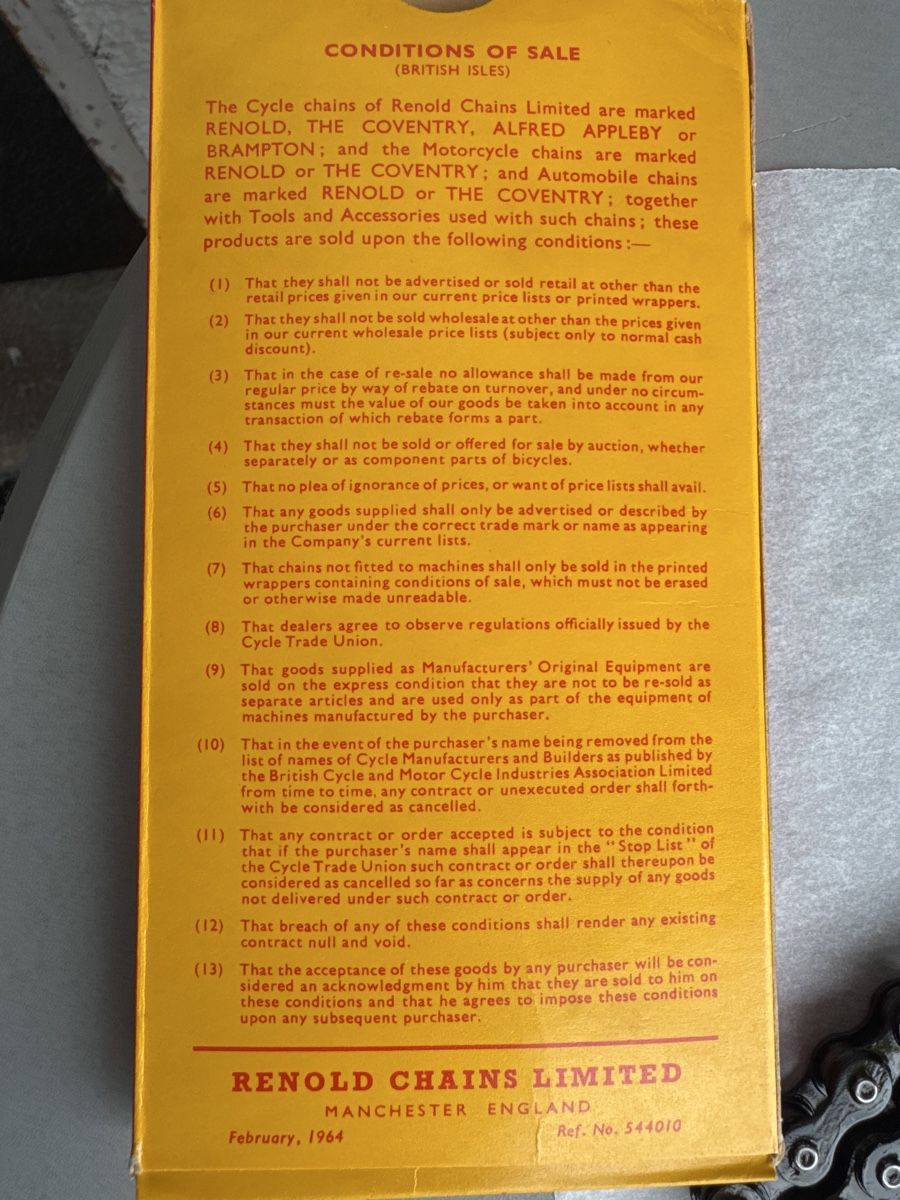 CONDITIONS OF SALE
(BRITISH ISLES)
The Cycle chains of Renold Chains Limited are marked
RENOLD, THE COVENTRY, ALFRED APPLEBY or
BRAMPTON; and the Motorcycle chains are marked
RENOLD or THE COVENTRY; and Automobile chains
are marked RENOLD or THE COVENTRY; together
with Tools and Accessories used with such chains; these
products are sold upon the following conditions:—
(1) That they shall not be advertised or sold retail at other than the
retail prices given in our current price lists or printed wrappers.
(2) That they shall not be sold wholesale at other than the prices given
in our current wholesale price lists (subject only to normal cash
discount).
(3) That in the case of re-sale no allowance shall be made from our
regular price by way of rebate on turnover, and under no circum-
stances must the value of our goods be taken into account in any
transaction of which rebate forms a part.
(4) That they shall not be sold or offered for sale by auction, whether
separately or as component parts of bicycles.
(5) That no plea of ignorance of prices, or want of price lists shall avail.
(6) That any goods supplied shall only be advertised or described by
the purchaser under the correct trade mark or name as appearing
in the Company's current lists.
(7) That chains not fitted to machines shall only be sold in the printed
wrappers containing conditions of sale, which must not be erased
or otherwise made unreadable.
(8) That dealers agree to observe regulations officially issued by the
Cycle Trade Union.
(9) That goods supplied as Manufacturers' Original Equipment are
sold on the express condition that they are not to be re-sold as
separate articles and are used only as part of the equipment of
machines manufactured by the purchaser.
(10) That in the event of the purchaser's name being removed from the
list of names of Cycle Manufacturers and Builders as published by
the British Cycle and Motor Cycle Industries Association Limited
from time to time, any contract or unexecuted order shall forth-
with be considered as cancelled.
(11) That any contract or order accepted is subject to the condition
that if the purchaser's name shall appear in the "Stop List" of
the Cycle Trade Union such contract or order shall thereupon be
considered as cancelled so far as concerns the supply of any goods
not delivered under such contract or order.
(12) That breach of any of these conditions shall render any existing
contract null and void.
(13) That the acceptance of these goods by any purchaser will be con-
sidered an acknowledgment by him that they are sold to him on
these conditions and that he agrees to impose these conditions
upon any subsequent purchaser.
RENOLD CHAINS LIMITED
MANCHESTER ENGLAND
February, 1964 Ref. No. 544010